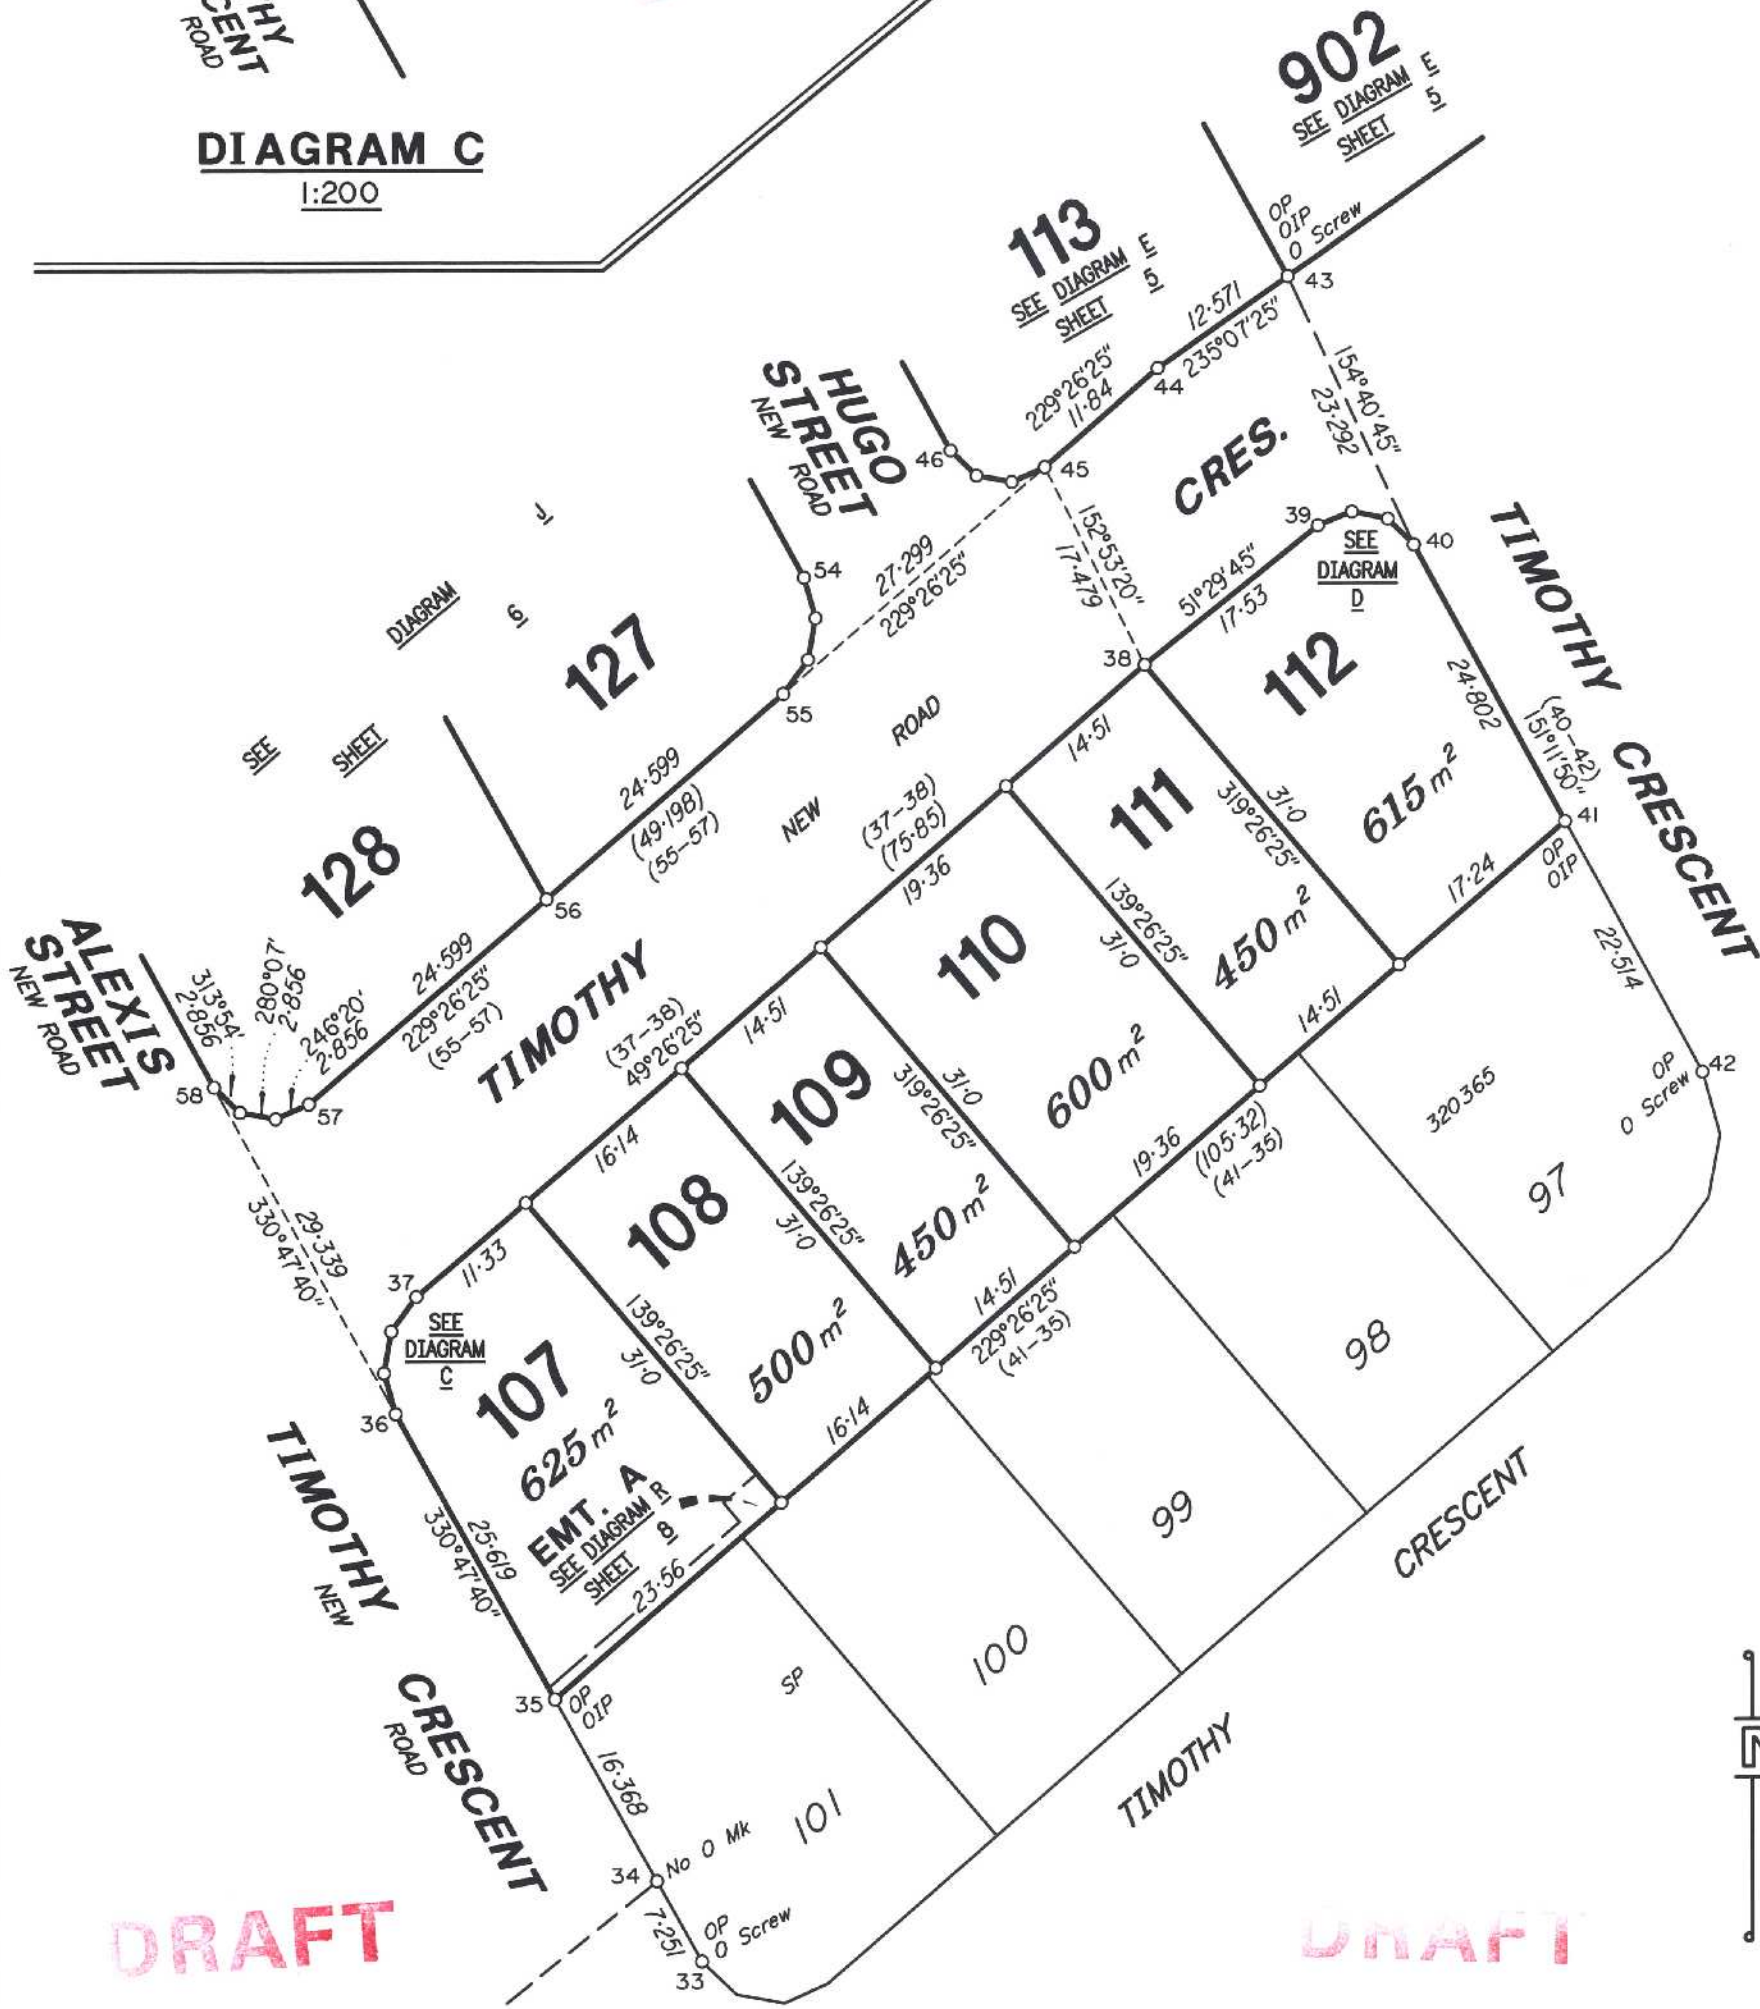 HY
CENT
ROAD
DIAGRAM C
1:200
902
SEE DIAGRAM E
SHEET 5
OP
OIP
O Screw
43
113
SEE DIAGRAM E
SHEET 5
12·571
235°07'25"
44
229°26'25"
11·84
154°40'45"
23·292
HUGO
STREET
NEW ROAD
46
45
CRES.
152°53'20"
17·479
39
SEE
DIAGRAM
D
40
51°29'45"
17·53
TIMOTHY CRESCENT
54
27·299
229°26'25"
SEE DIAGRAM J
SHEET 6
127
55
38
112
615 m²
24·802
(40–42)
151°11'50"
41
OP
OIP
NEW ROAD
14·51
24·599
(49·198)
(55–57)
(37–38)
(75·85)
19·36
111
450 m²
31·0
319°26'25"
17·24
22·514
128
56
139°26'25"
31·0
14·51
110
600 m²
ALEXIS
STREET
NEW ROAD
313°54'
2·856
280°07'
2·856
246°20'
2·856
24·599
229°26'25"
(55–57)
TIMOTHY
(37–38)
49°26'25"
14·51
58
57
109
450 m²
31·0
319°26'25"
19·36
(105·32)
(41–35)
320365
OP
O Screw
42
97
16·14
108
500 m²
139°26'25"
31·0
14·51
229°26'25"
(41–35)
98
29·339
330°47'40"
37
11·33
SEE
DIAGRAM
C
36
107
625 m²
139°26'25"
31·0
16·14
EMT. A
SEE DIAGRAM R
SHEET 8
23·56
99
CRESCENT
TIMOTHY
NEW
25·619
330°47'40"
35
OP
OIP
SP
100
CRESCENT
ROAD
16·368
101
TIMOTHY
34
No O Mk
7·251
OP
O Screw
33
DRAFT
DRAFT